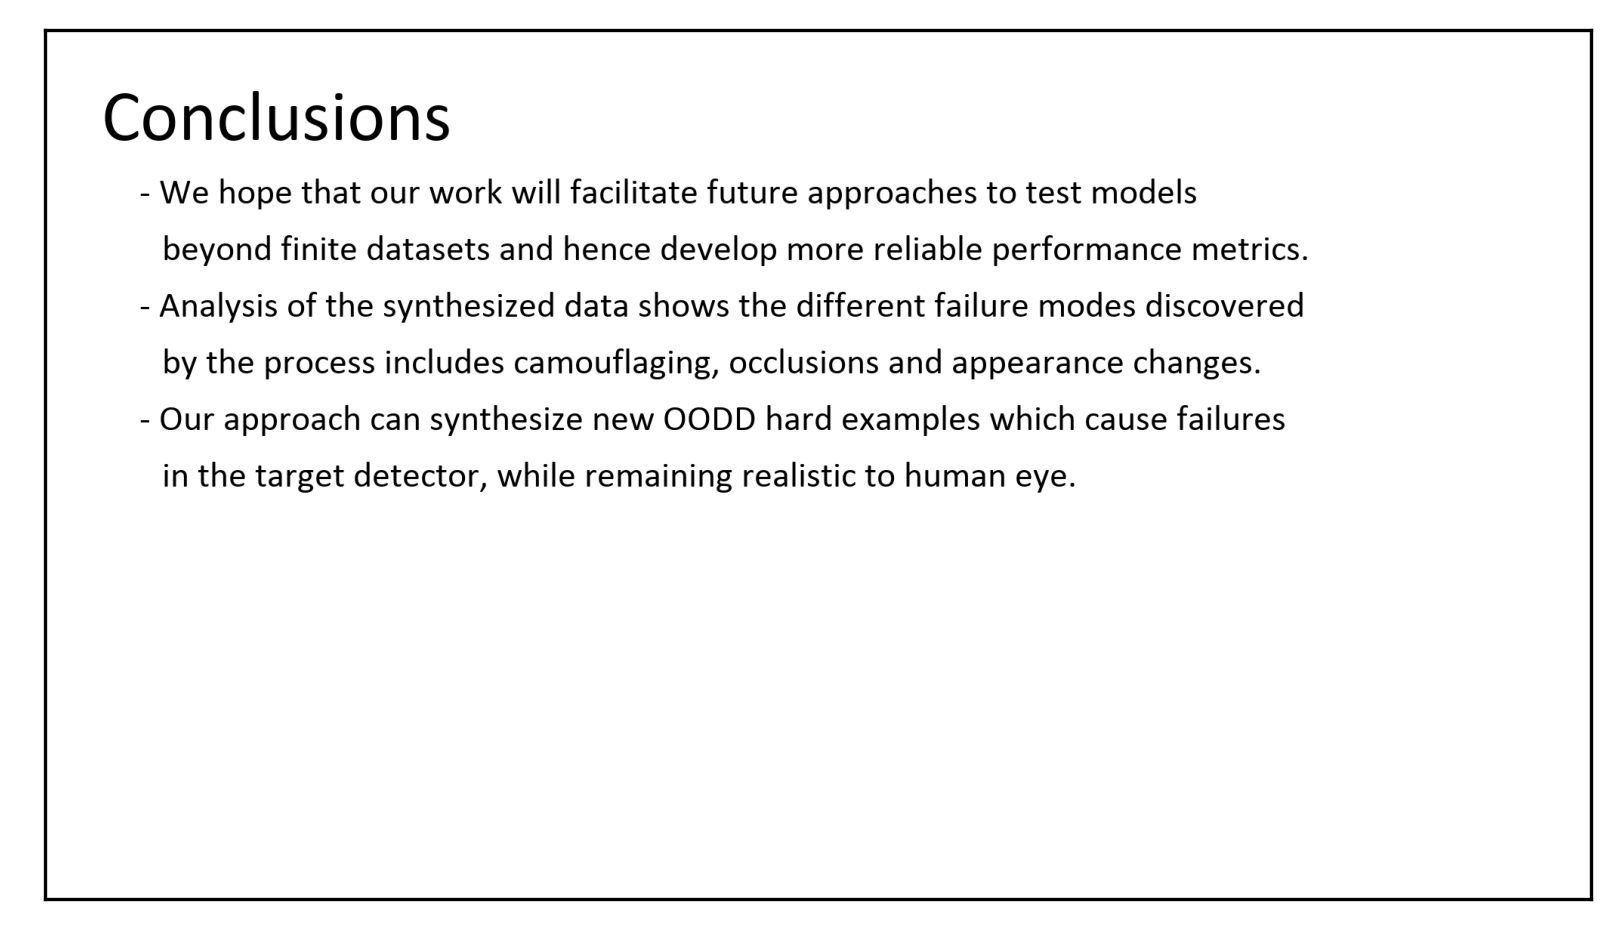 Conclusions
- We hope that our work will facilitate future approaches to test models
beyond finite datasets and hence develop more reliable performance metrics.
- Analysis of the synthesized data shows the different failure modes discovered
by the process includes camouflaging, occlusions and appearance changes.
- Our approach can synthesize new OODD hard examples which cause failures
in the target detector, while remaining realistic to human eye.